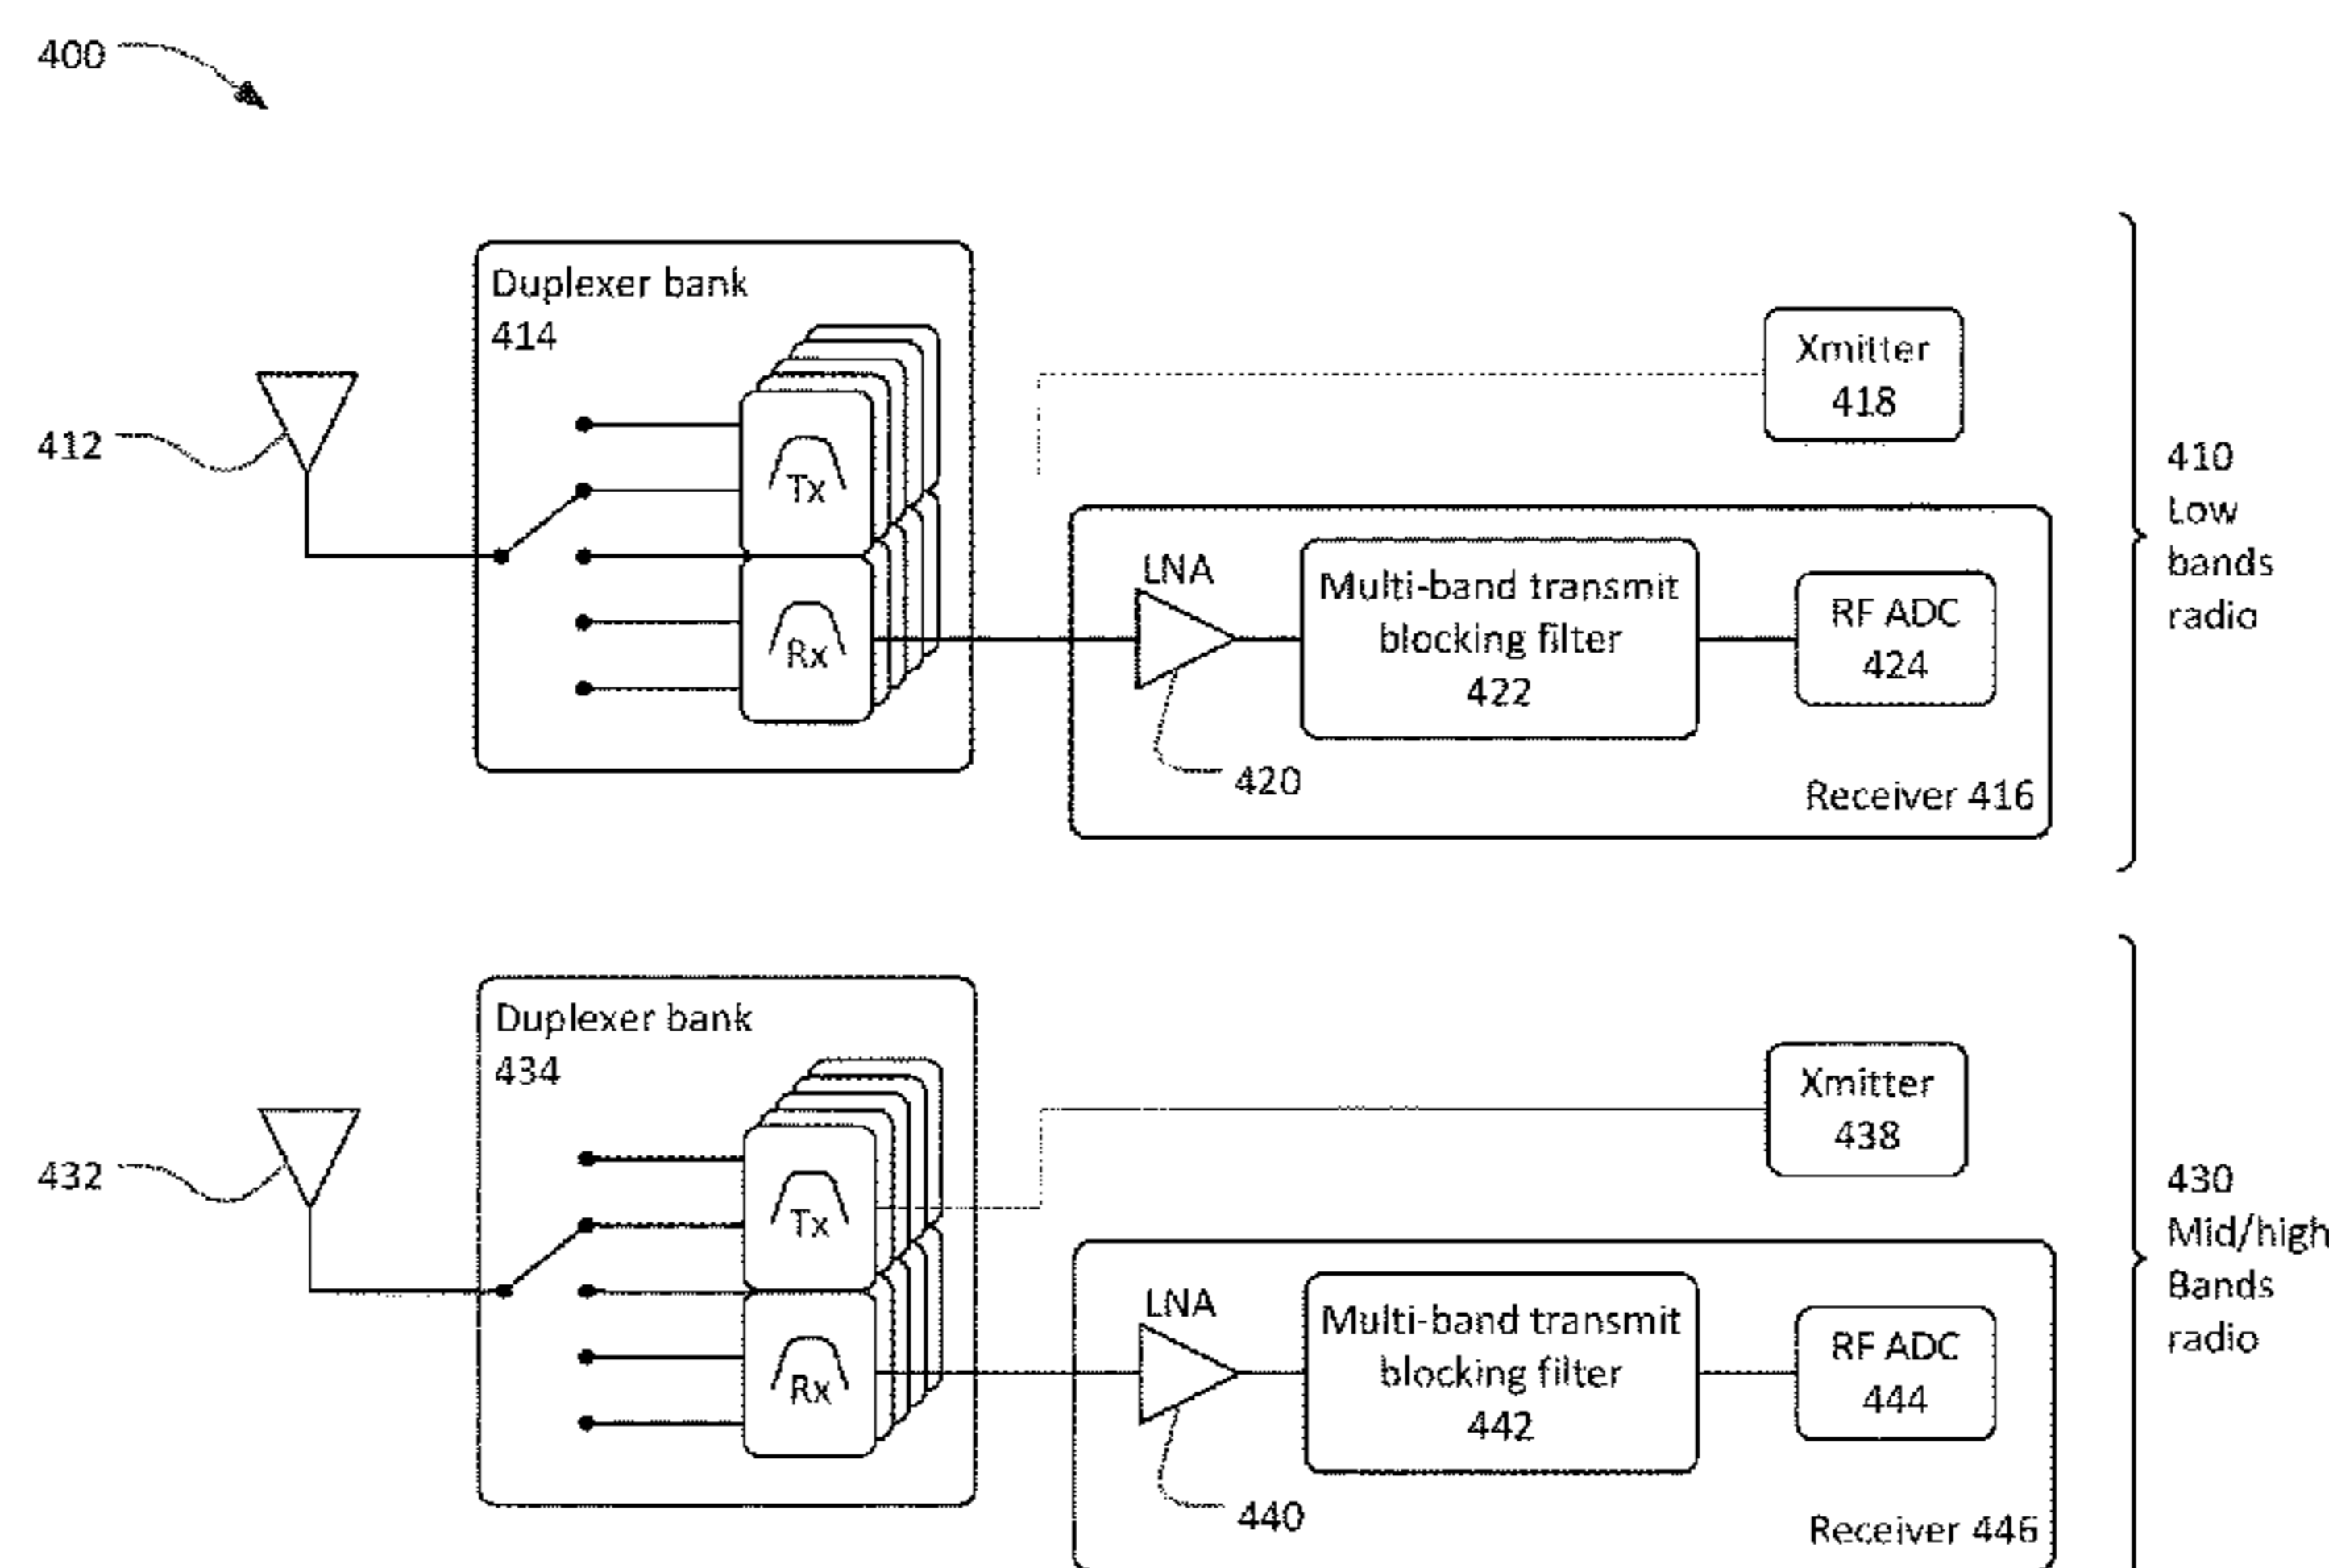 400
Duplexer bank
414
Tx
Rx
412
Xmitter
418
LNA
420
Multi-band transmit
blocking filter
422
RF ADC
424
Receiver 416
410
Low
bands
radio
Duplexer bank
434
Tx
Rx
432
Xmitter
438
LNA
440
Multi-band transmit
blocking filter
442
RF ADC
444
Receiver 446
430
Mid/high
Bands
radio